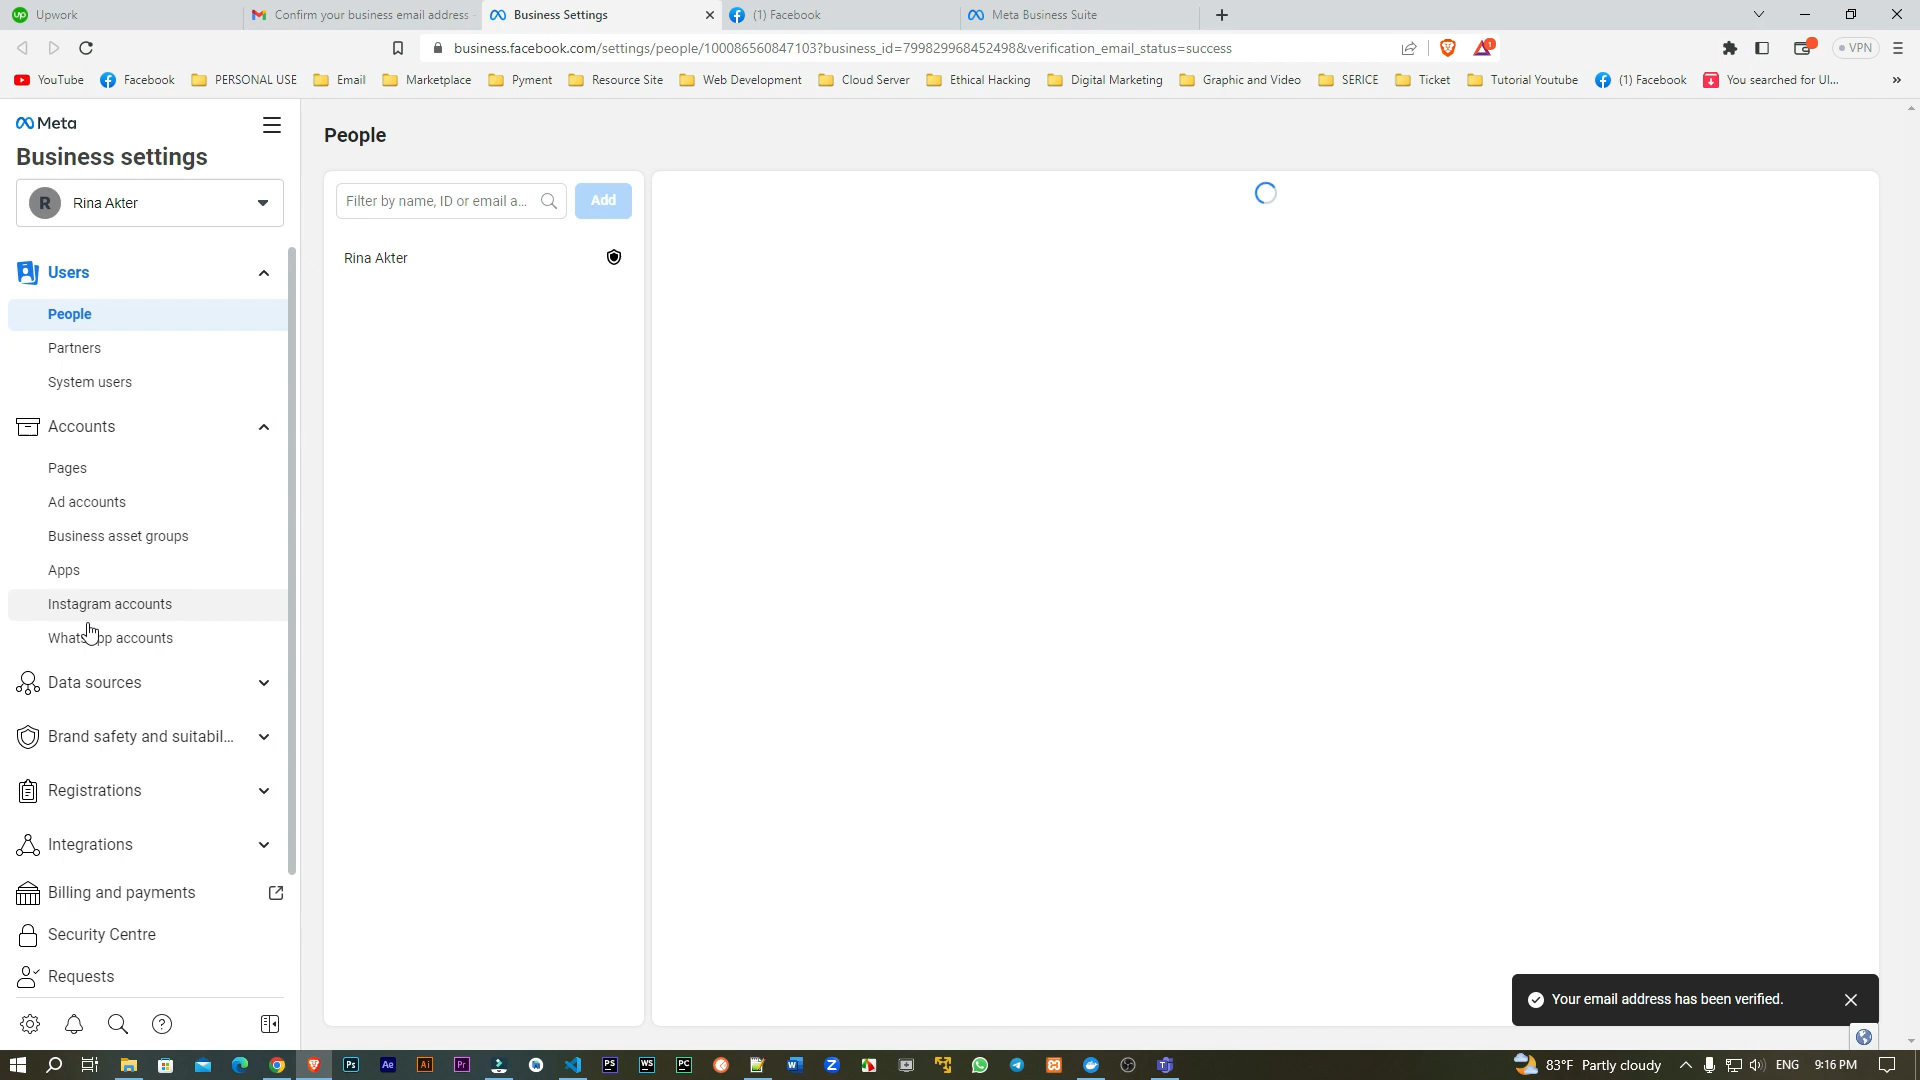 Upwork
Confirm your business email address
Business Settings
(1) Facebook
Meta Business Suite
business.facebook.com/settings/people/100086560847103?business_id=799829968452498&verification_email_status=success
1
VPN
YouTube
Facebook
PERSONAL USE
Email
Marketplace
Pyment
Resource Site
Web Development
Cloud Server
Ethical Hacking
Digital Marketing
Graphic and Video
SERICE
Ticket
Tutorial Youtube
(1) Facebook
You searched for UI...
Meta
Business settings
R
Rina Akter
Users
People
Partners
System users
Accounts
Pages
Ad accounts
Business asset groups
Apps
Instagram accounts
WhatsApp accounts
Data sources
Brand safety and suitabil...
Registrations
Integrations
Billing and payments
Security Centre
Requests
People
Filter by name, ID or email a...
Add
Rina Akter
Your email address has been verified.
83°F Partly cloudy
ENG
9:16 PM